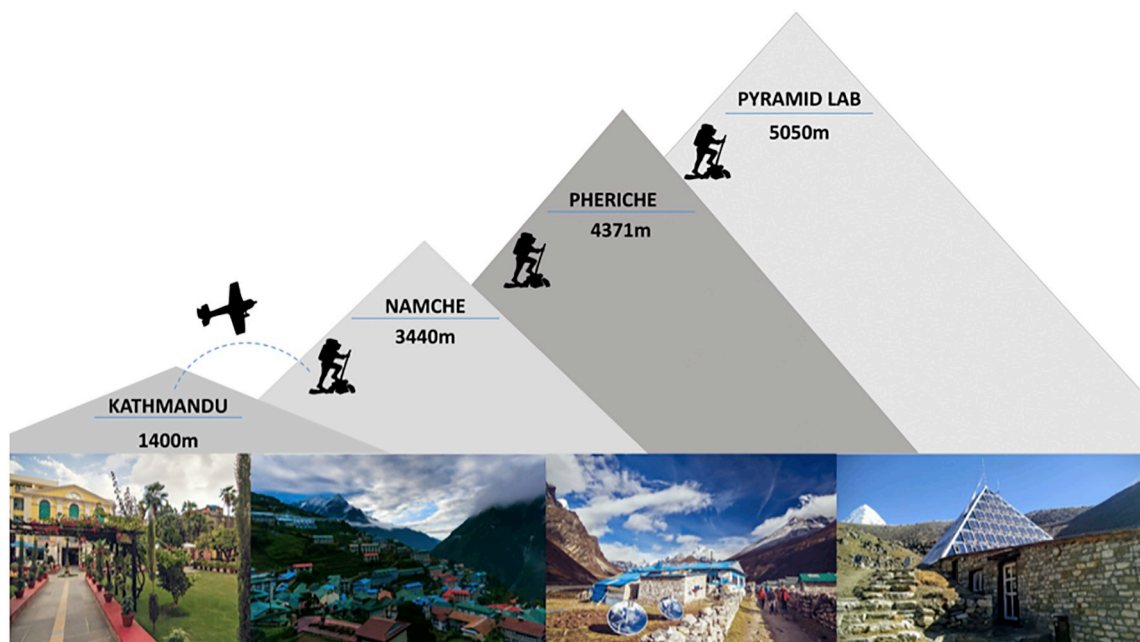 PYRAMID LAB
5050m
PHERICHE
4371m
NAMCHE
3440m
KATHMANDU
1400m